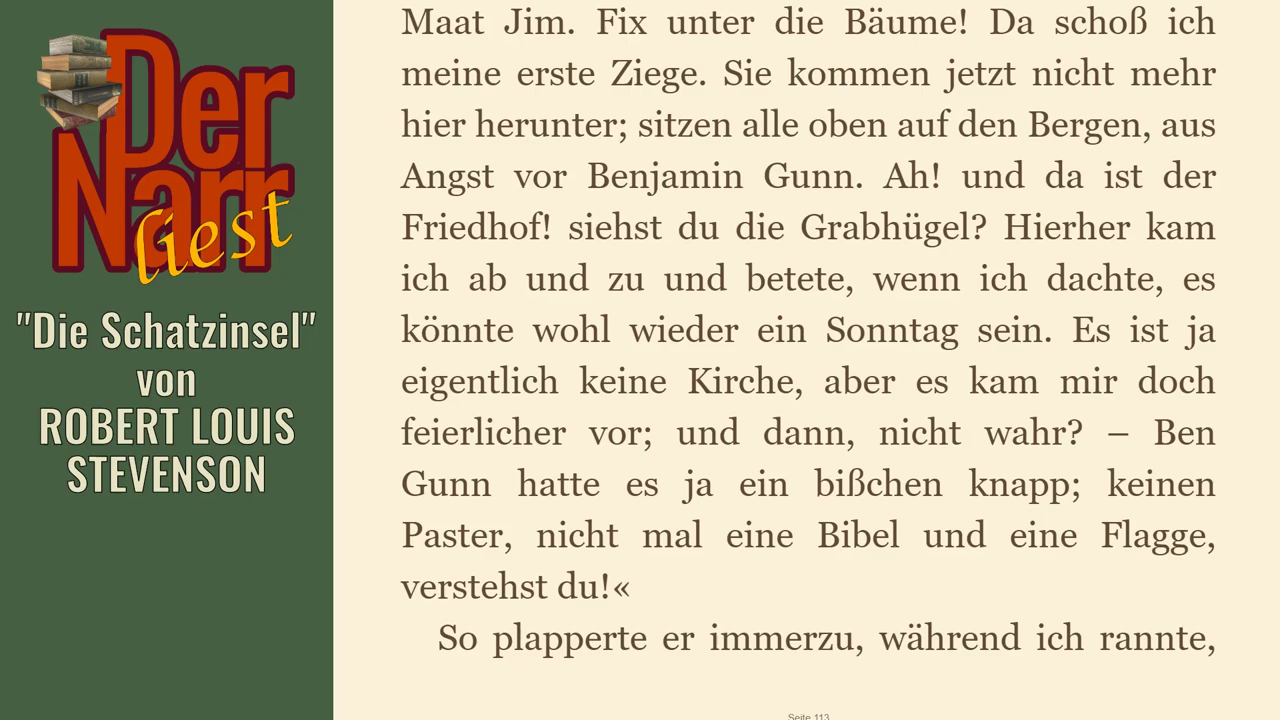 Der
Narr
liest
"Die Schatzinsel"
von
ROBERT LOUIS
STEVENSON
Maat Jim. Fix unter die Bäume! Da schoß ich
meine erste Ziege. Sie kommen jetzt nicht mehr
hier herunter; sitzen alle oben auf den Bergen, aus
Angst vor Benjamin Gunn. Ah! und da ist der
Friedhof! siehst du die Grabhügel? Hierher kam
ich ab und zu und betete, wenn ich dachte, es
könnte wohl wieder ein Sonntag sein. Es ist ja
eigentlich keine Kirche, aber es kam mir doch
feierlicher vor; und dann, nicht wahr? – Ben
Gunn hatte es ja ein bißchen knapp; keinen
Paster, nicht mal eine Bibel und eine Flagge,
verstehst du!«
So plapperte er immerzu, während ich rannte,
Seite 113